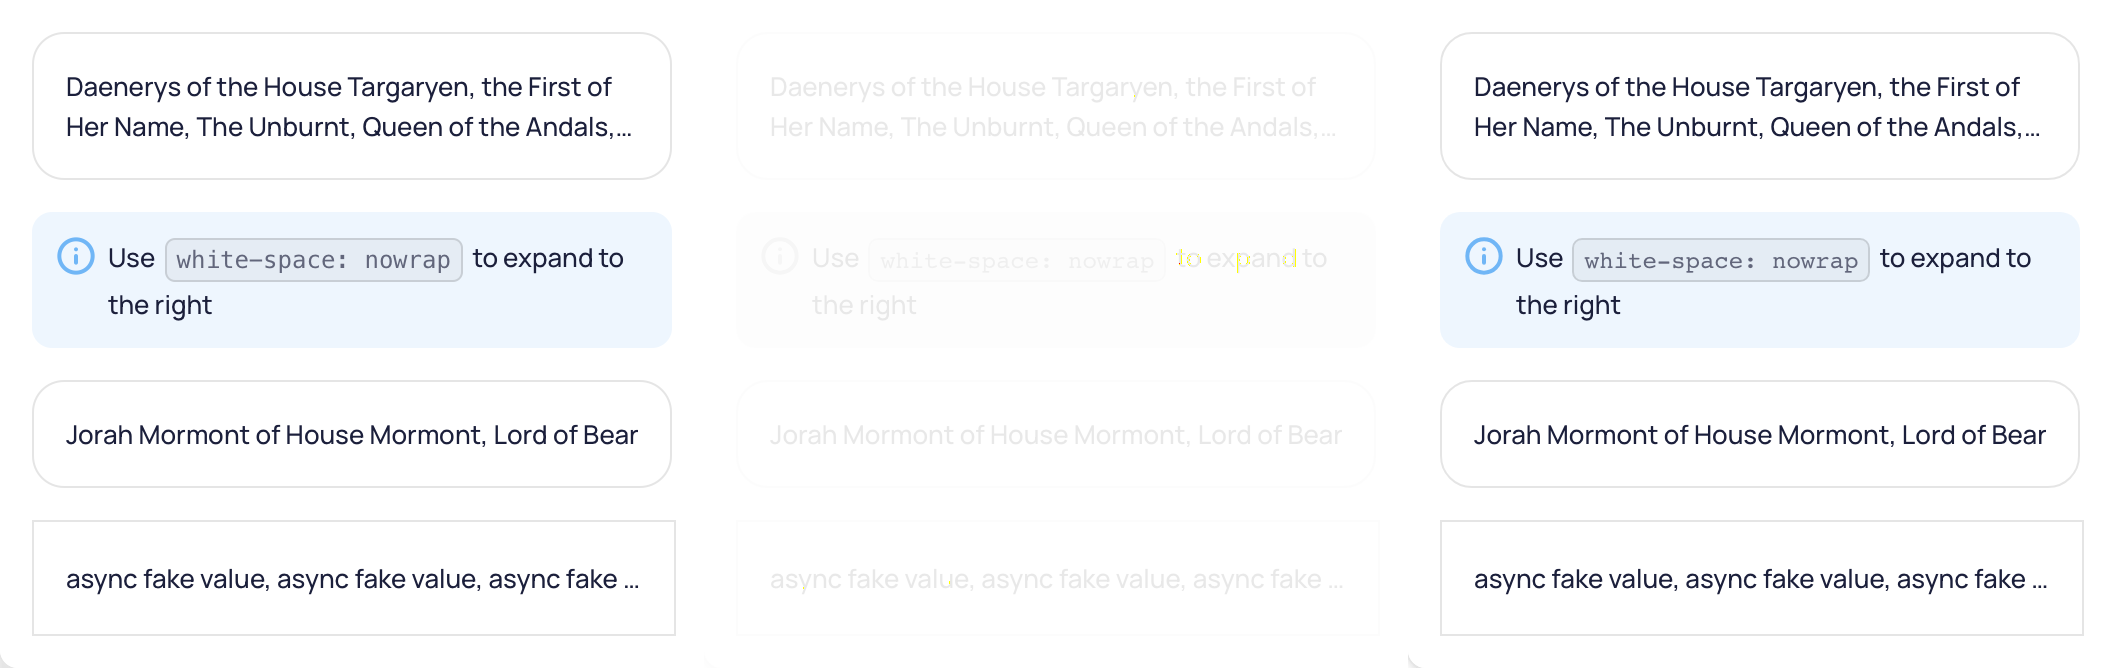 Daenerys of the House Targaryen, the First of
Her Name, The Unburnt, Queen of the Andals,...
Use white-space: nowrap to expand to
the right
Jorah Mormont of House Mormont, Lord of Bear
async fake value, async fake value, async fake ...
Daenerys of the House Targaryen, the First of
Her Name, The Unburnt, Queen of the Andals,...
Use white-space: nowrap to expand to
the right
Jorah Mormont of House Mormont, Lord of Bear
async fake value, async fake value, async fake ...
Daenerys of the House Targaryen, the First of
Her Name, The Unburnt, Queen of the Andals,...
Use white-space: nowrap to expand to
the right
Jorah Mormont of House Mormont, Lord of Bear
async fake value, async fake value, async fake ...